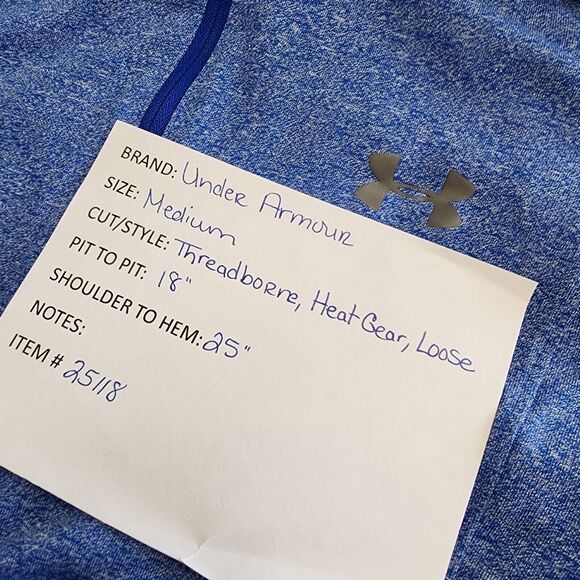 BRAND: Under Armour
SIZE: Medium
CUT/STYLE: Threadborne, Heat Gear, Loose
PIT TO PIT: 18"
SHOULDER TO HEM: 25"
NOTES:
ITEM # 25118